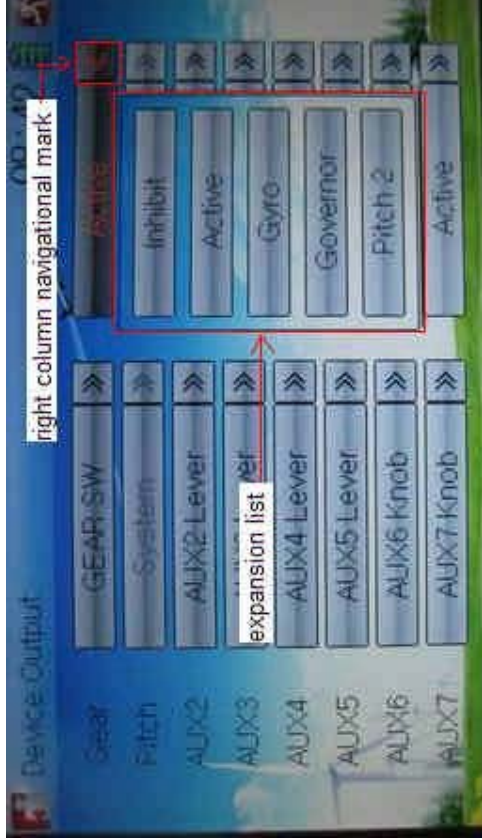 Device Output
right column navigational mark
Gear GEAR SW Active
Pitch System
Inhibit
AUX2 AUX2 Lever
Active
AUX3
expansion list
Gyro
AUX4 AUX4 Lever
Governor
AUX5 AUX5 Lever
Pitch 2
AUX6 AUX6 Knob
AUX7 AUX7 Knob Active